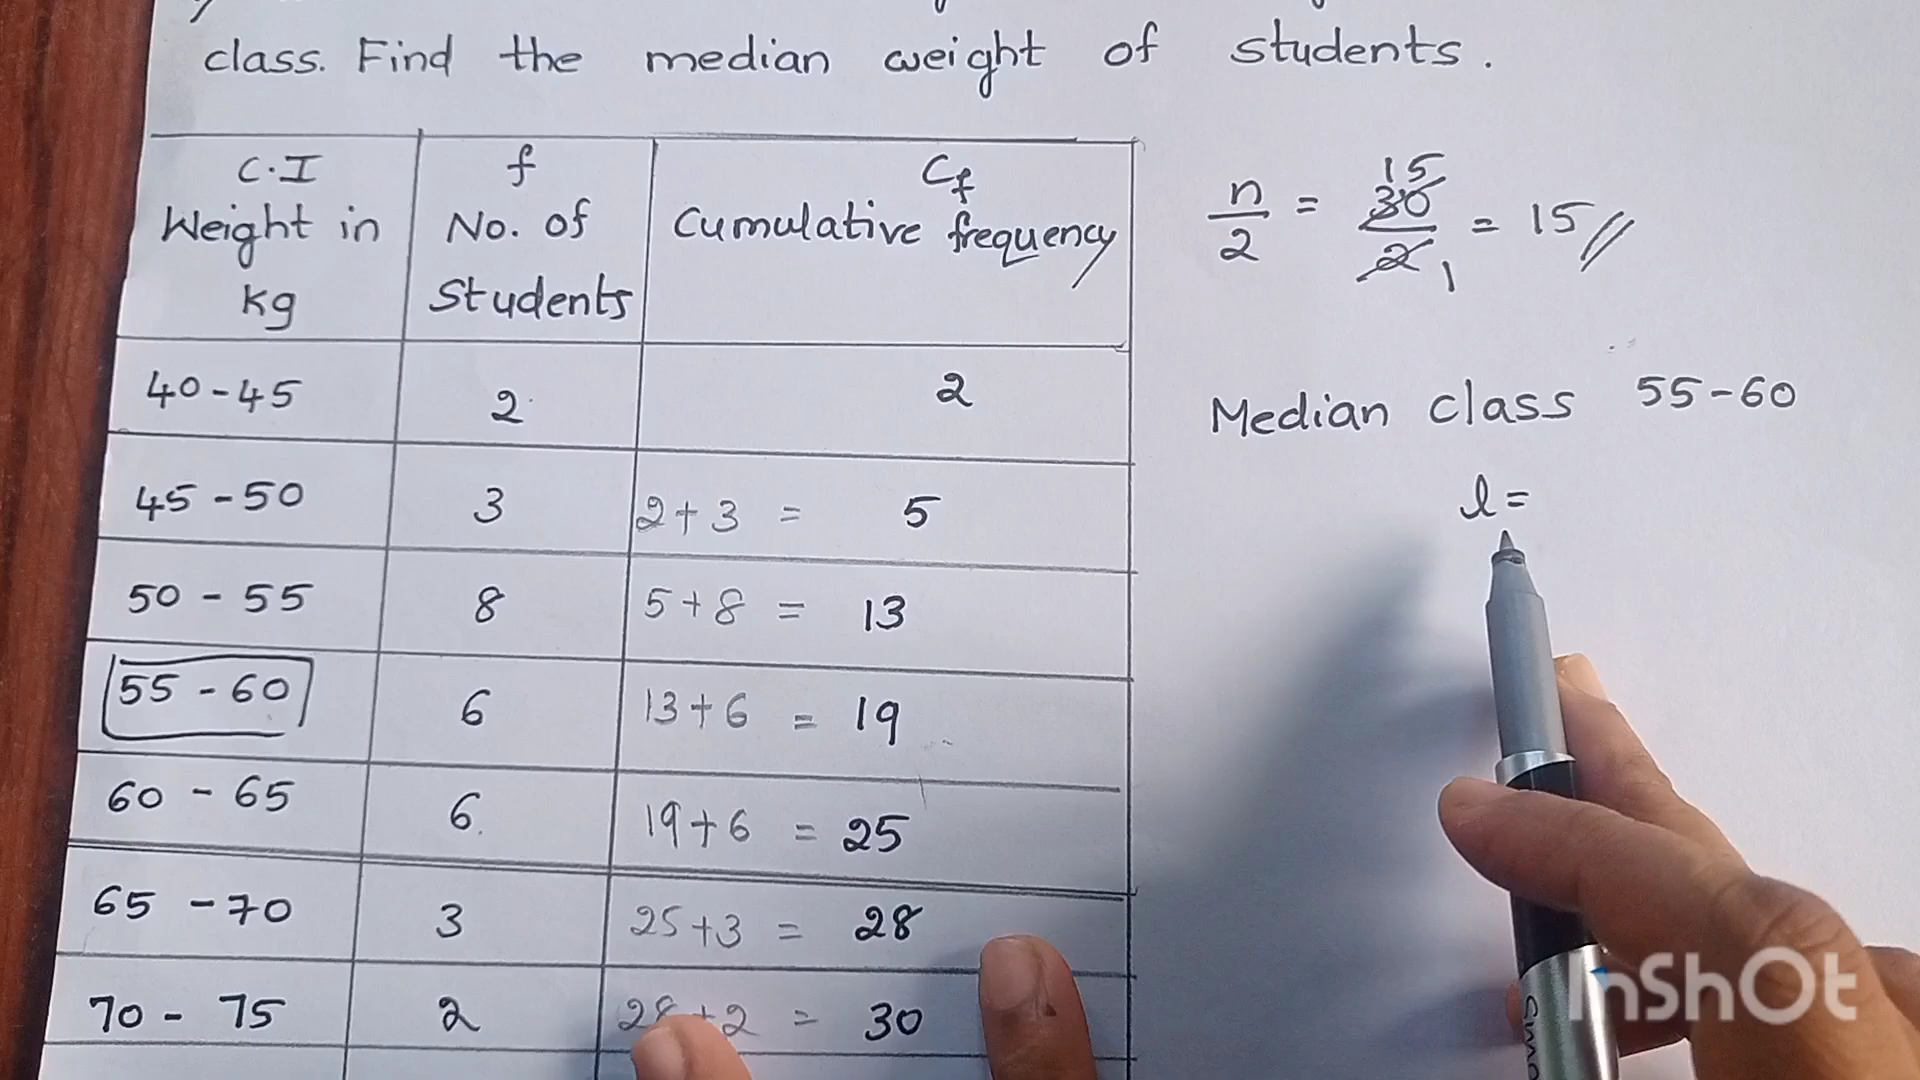 class. Find the median weight of students.
C.I
Weight in
kg
f
No. of
Students
Cf
Cumulative frequency
40-45 2 2
45-50 3 2+3 = 5
50-55 8 5+8 = 13
55-60 6 13+6 = 19
60-65 6 19+6 = 25
65-70 3 25+3 = 28
70-75 2 28+2 = 30
n/2 = 30/2 = 15//
15
1
Median class 55-60
l=
InShOt